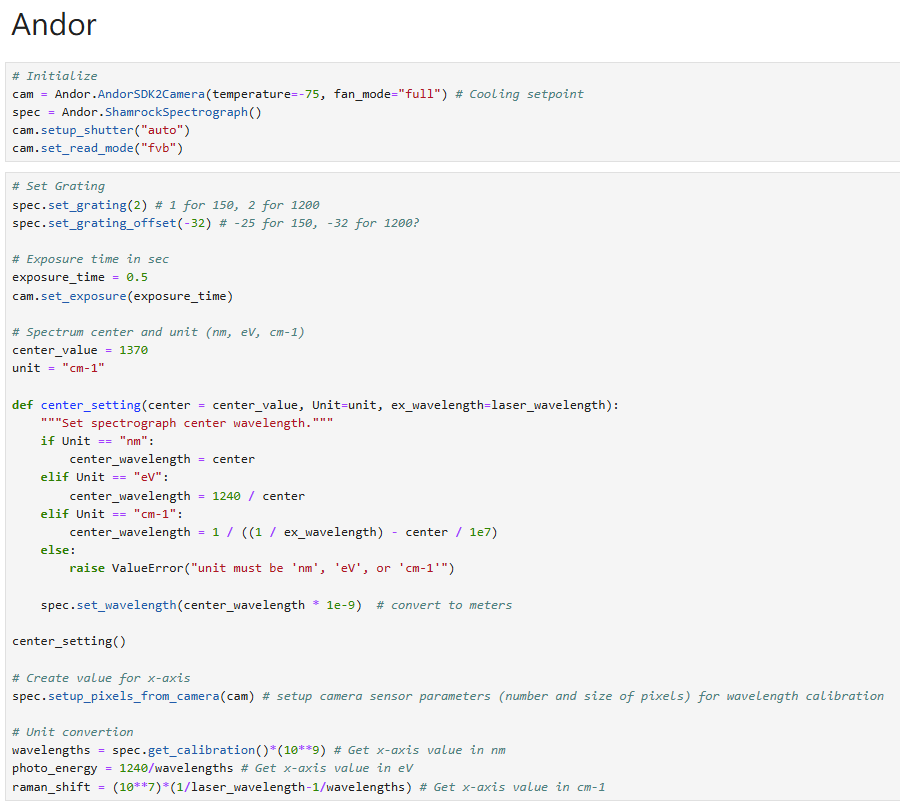 Andor
# Initialize
cam = Andor.AndorSDK2Camera(temperature=-75, fan_mode="full") # Cooling setpoint
spec = Andor.ShamrockSpectrograph()
cam.setup_shutter("auto")
cam.set_read_mode("fvb")
# Set Grating
spec.set_grating(2) # 1 for 150, 2 for 1200
spec.set_grating_offset(-32) # -25 for 150, -32 for 1200?
# Exposure time in sec
exposure_time = 0.5
cam.set_exposure(exposure_time)
# Spectrum center and unit (nm, eV, cm-1)
center_value = 1370
unit = "cm-1"
def center_setting(center = center_value, Unit=unit, ex_wavelength=laser_wavelength):
    """Set spectrograph center wavelength."""
    if Unit == "nm":
        center_wavelength = center
    elif Unit == "eV":
        center_wavelength = 1240 / center
    elif Unit == "cm-1":
        center_wavelength = 1 / ((1 / ex_wavelength) - center / 1e7)
    else:
        raise ValueError("unit must be 'nm', 'eV', or 'cm-1'")
    spec.set_wavelength(center_wavelength * 1e-9)  # convert to meters
center_setting()
# Create value for x-axis
spec.setup_pixels_from_camera(cam) # setup camera sensor parameters (number and size of pixels) for wavelength calibration
# Unit convertion
wavelengths = spec.get_calibration()*(10**9) # Get x-axis value in nm
photo_energy = 1240/wavelengths # Get x-axis value in eV
raman_shift = (10**7)*(1/laser_wavelength-1/wavelengths) # Get x-axis value in cm-1